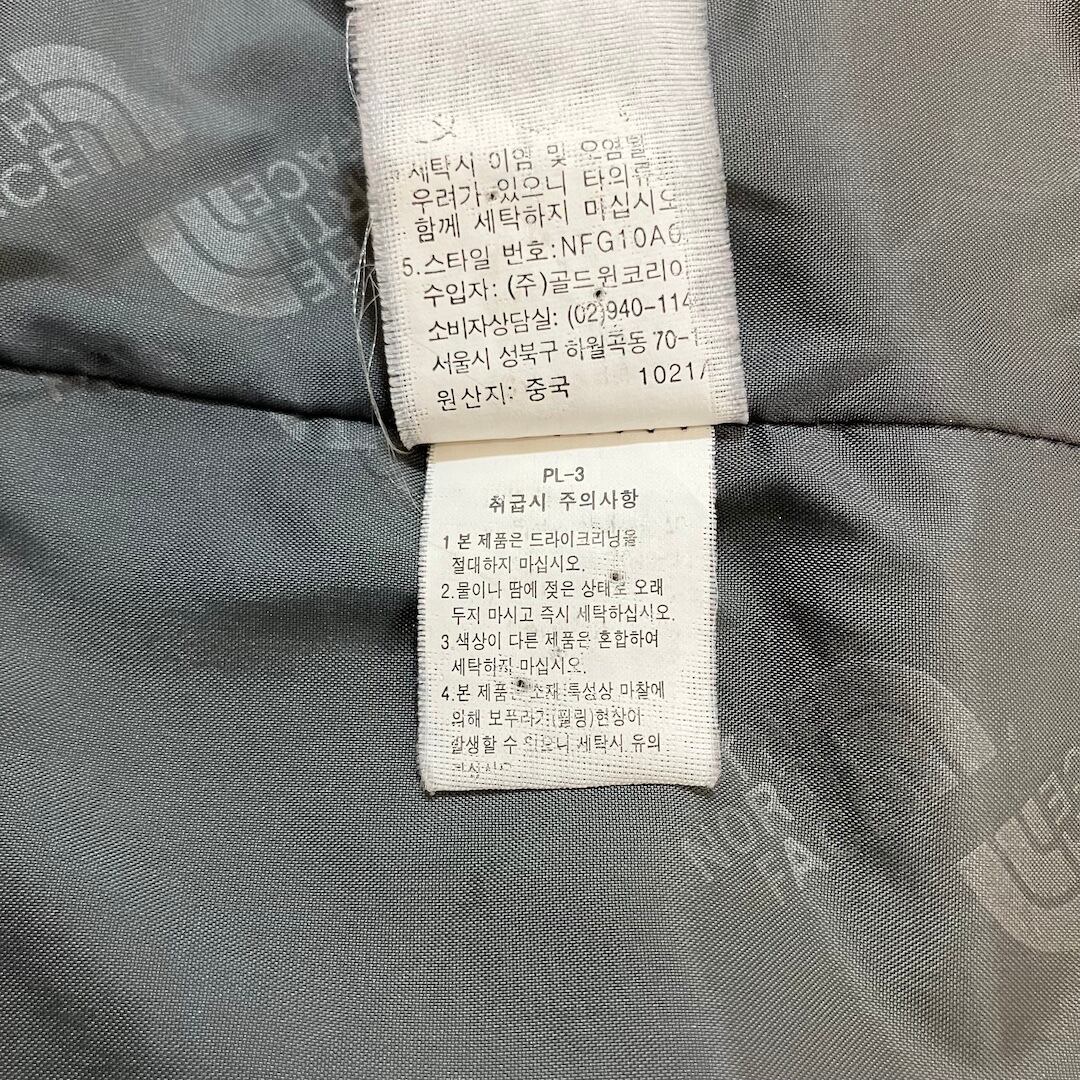 세탁시 이염 및 오염될
우려가 있으니 타의류와
함께 세탁하지 마십시오
5.스타일 번호:NFG10A
수입자: (주)골드윈코리아
소비자상담실: (02)940-114
서울시 성북구 하월곡동 70-1
원산지: 중국 1021/
PL-3
취급시 주의사항
1 본 제품은 드라이크리닝을
절대하지 마십시오.
2.물이나 땀에 젖은 상태로 오래
두지 마시고 즉시 세탁하십시오.
3.색상이 다른 제품은 혼합하여
세탁하지 마십시오.
4.본 제품은 소재 특성상 마찰에
의해 보푸라기(필링)현상이
발생할 수 있으니 세탁시 유의
하십시오